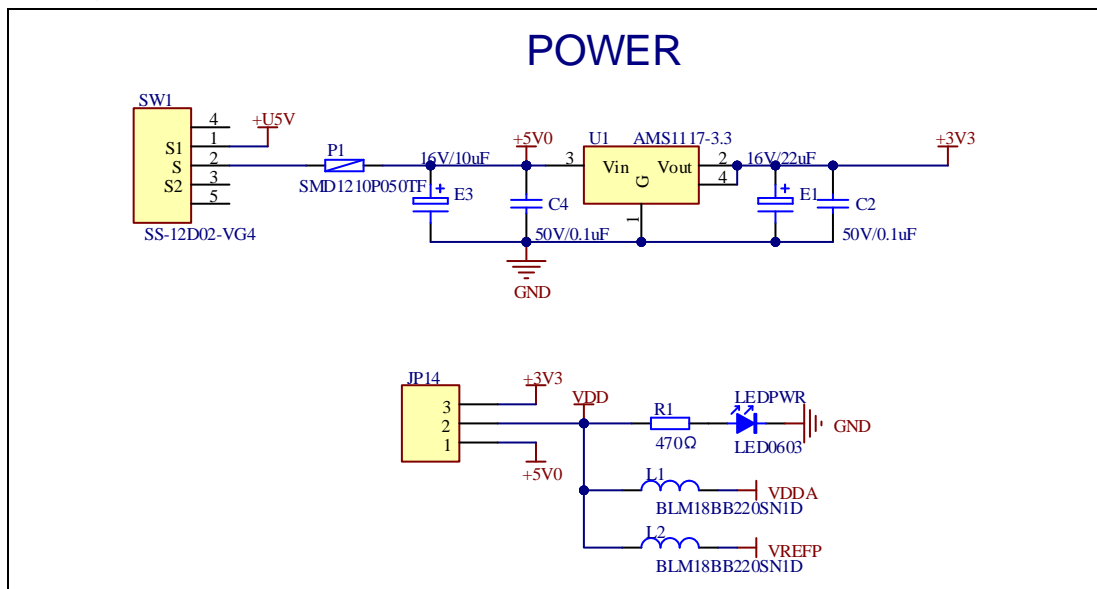 POWER
SW1
4
+U5V
S1
1
S
2
S2
3
5
SS-12D02-VG4
P1
SMD1210P050TF
16V/10uF
E3
+5V0
C4
50V/0.1uF
GND
U1
AMS1117-3.3
3
Vin
Vout
2
4
G
1
16V/22uF
E1
C2
50V/0.1uF
+3V3
JP14
3
2
1
+3V3
+5V0
VDD
R1
470Ω
LEDPWR
LED0603
GND
L1
BLM18BB220SN1D
VDDA
L2
BLM18BB220SN1D
VREFP